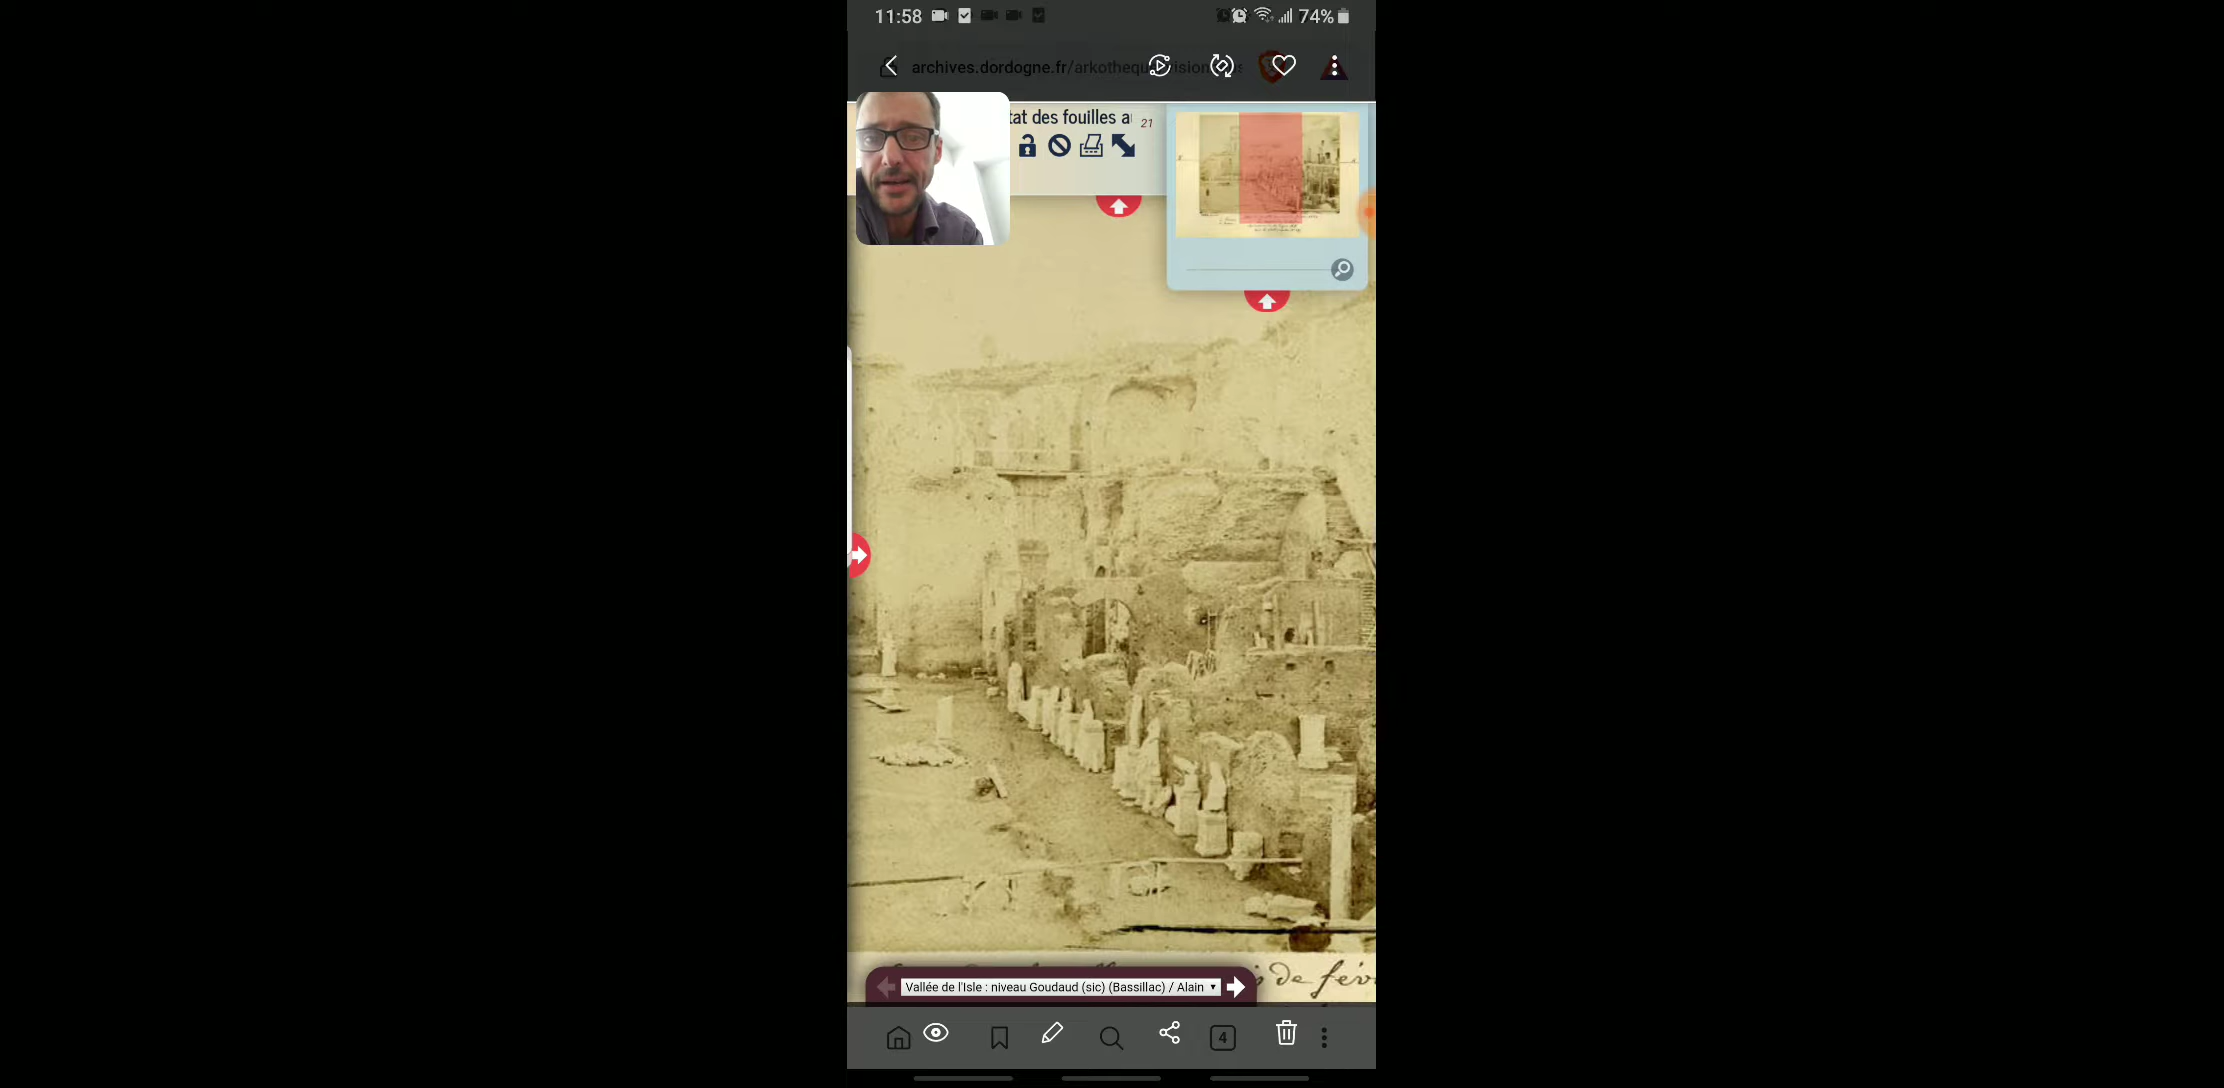 11:58
74%
archives.dordogne.fr/arkothequ
tat des fouilles a
21
de fév
Vallée de l'Isle : niveau Goudaud (sic) (Bassillac) / Alain
4